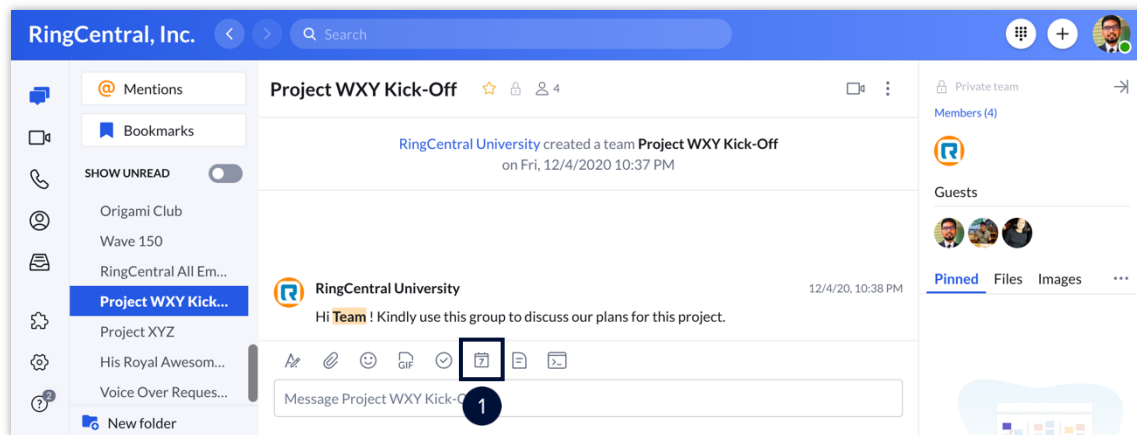 RingCentral, Inc.
Search
Mentions
Bookmarks
SHOW UNREAD
Origami Club
Wave 150
RingCentral All Em...
Project WXY Kick...
Project XYZ
His Royal Awesom...
Voice Over Reques...
New folder
2
Project WXY Kick-Off
4
RingCentral University created a team Project WXY Kick-Off
on Fri, 12/4/2020 10:37 PM
RingCentral University 12/4/20, 10:38 PM
Hi Team ! Kindly use this group to discuss our plans for this project.
GIF
7
Message Project WXY Kick-
1
Private team
Members (4)
R
Guests
Pinned Files Images